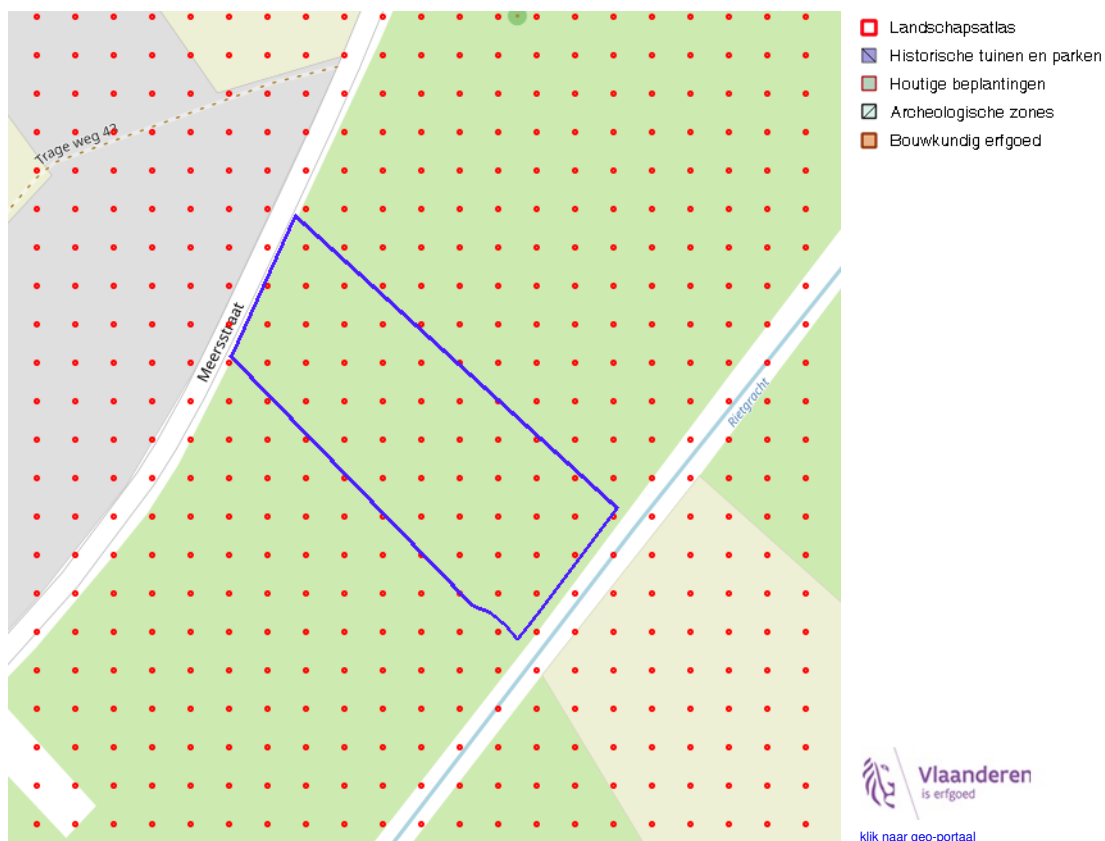 Trage weg 43
Meersstraat
Rietgracht
Landschapsatlas
Historische tuinen en parken
Houtige beplantingen
Archeologische zones
Bouwkundig erfgoed
Vlaanderen
is erfgoed
klik naar geo-portaal